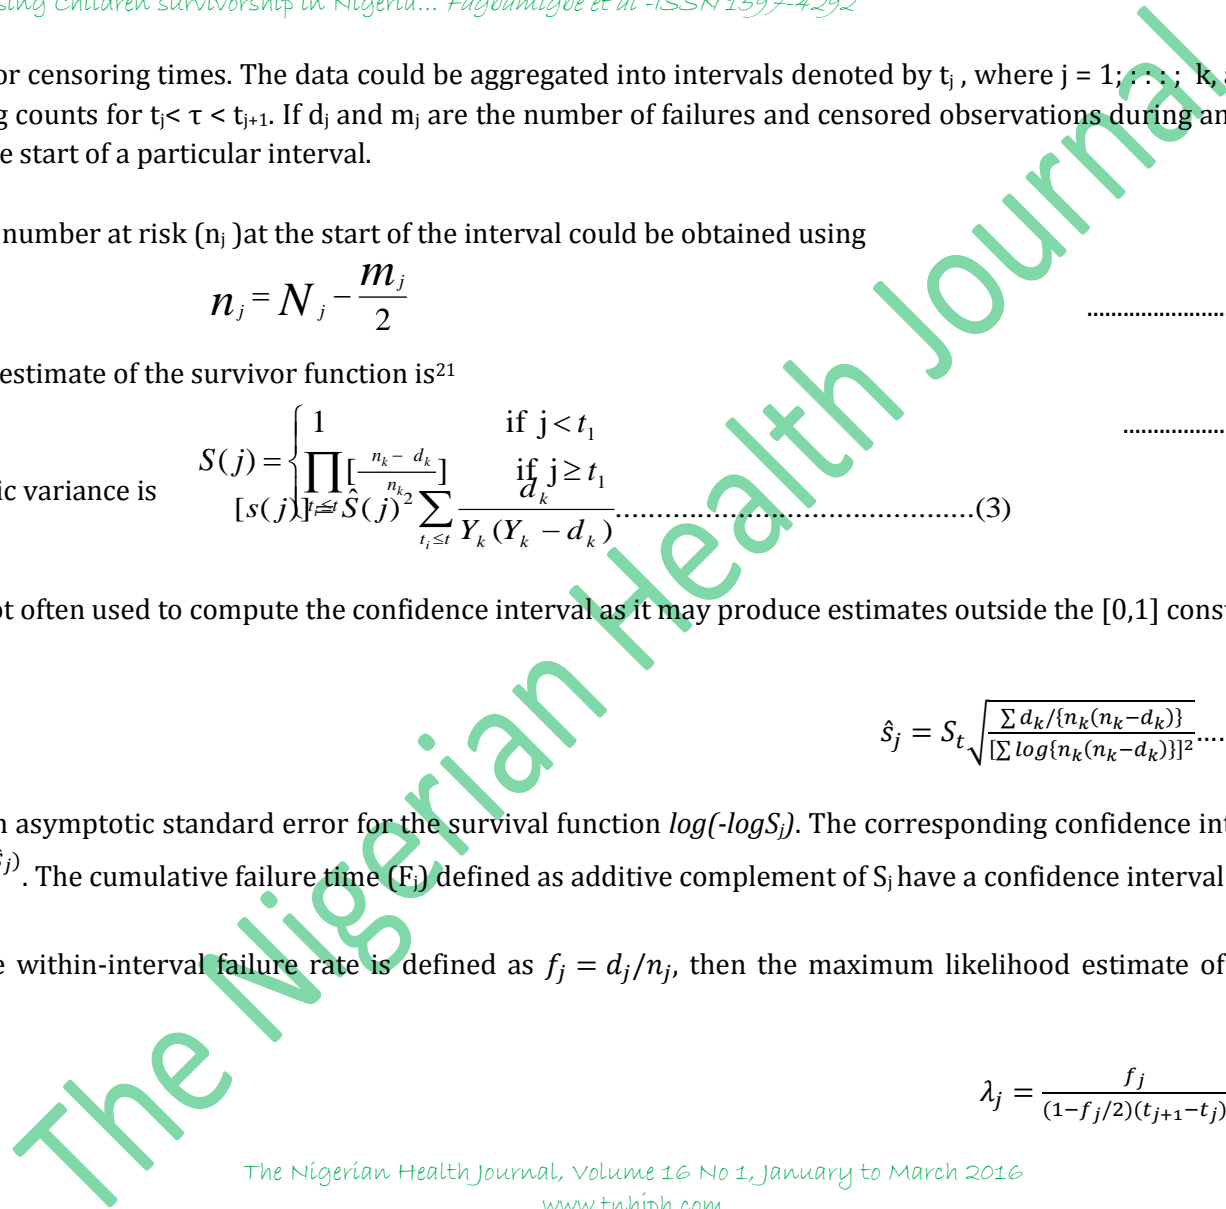 sing Children survivorship in Nigeria... Fagbamigbe et al -ISSN 1597-4292
or censoring times. The data could be aggregated into intervals denoted by tj , where j = 1; : : : ; k,
g counts for tj< τ < tj+1. If dj and mj are the number of failures and censored observations during an
e start of a particular interval.
number at risk (nj )at the start of the interval could be obtained using
nj = Nj − mj/2 ......................
estimate of the survivor function is21
S(j) = { 1 if j < t1 .................
∏ [(nk − dk)/nk] if j ≥ t1
ic variance is
[s(j)] = Ŝ(j)2 ∑ti≤t dk/Yk(Yk − dk)...........................................(3)
ot often used to compute the confidence interval as it may produce estimates outside the [0,1] const
ŝj = St √(∑ dk/{nk(nk−dk)}/[∑ log{nk(nk−dk)}]2)....
n asymptotic standard error for the survival function log(-logSj). The corresponding confidence int
ŝj). The cumulative failure time (Fj) defined as additive complement of Sj have a confidence interval
e within-interval failure rate is defined as fj = dj/nj, then the maximum likelihood estimate of
λj = fj/(1−fj/2)(tj+1−tj)
The Nigerian Health Journal, Volume 16 No 1, January to March 2016
www.tnhjph.com
The Nigerian Health Journal